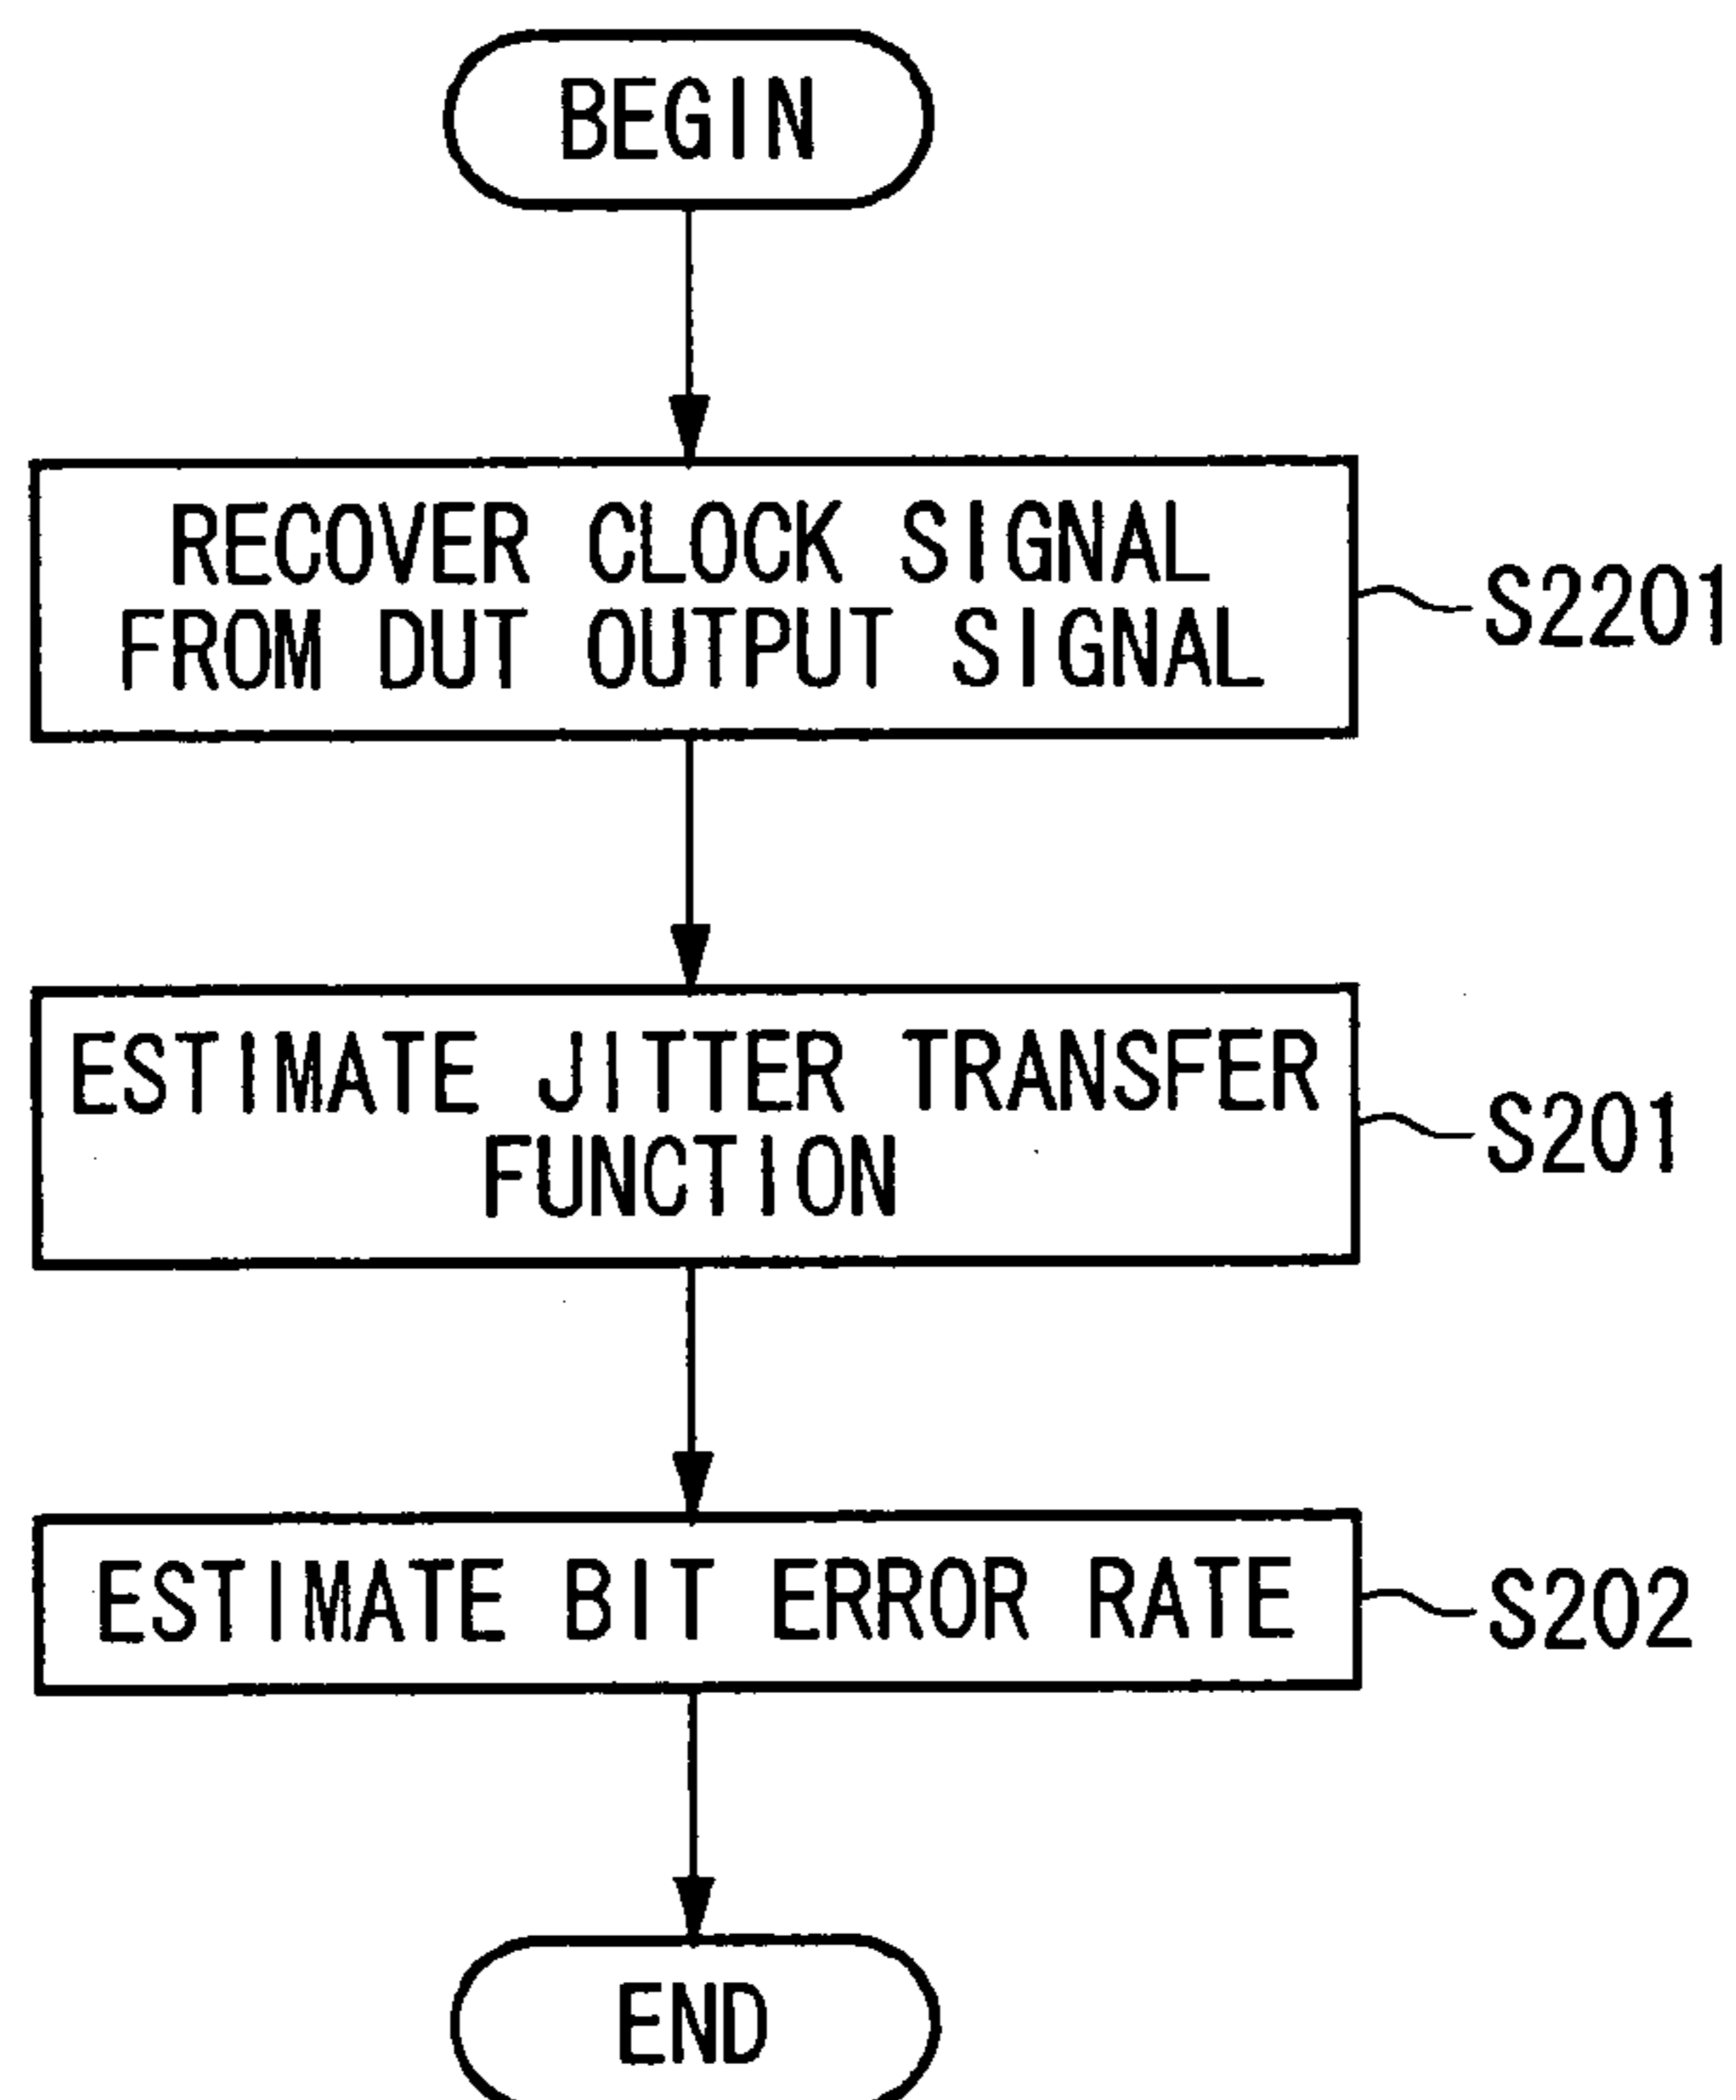 BEGIN
RECOVER CLOCK SIGNAL
FROM DUT OUTPUT SIGNAL
S2201
ESTIMATE JITTER TRANSFER
FUNCTION
S201
ESTIMATE BIT ERROR RATE
S202
END